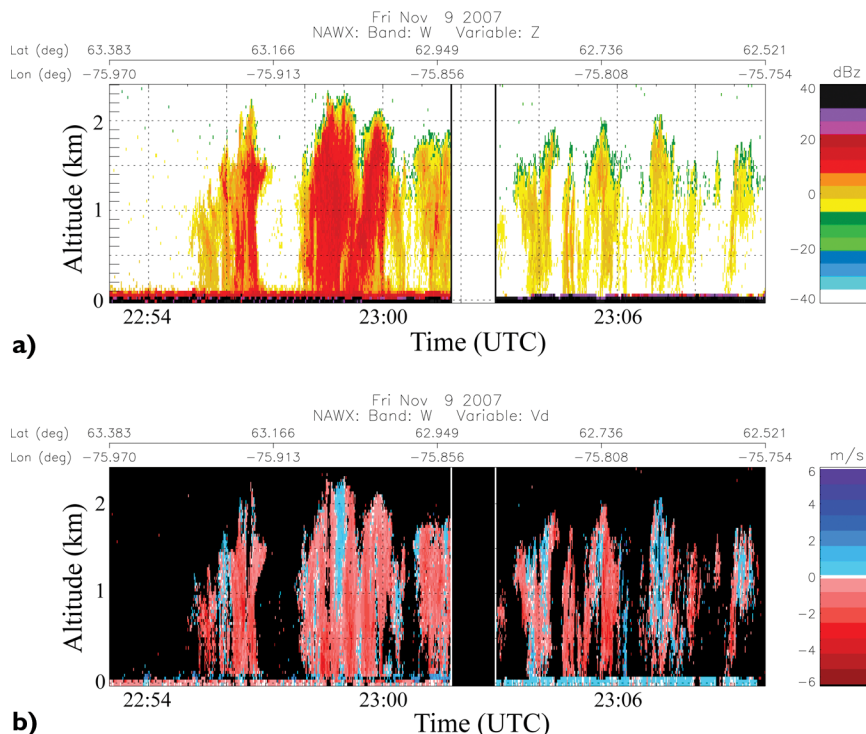 Fri Nov 9 2007
NAWX: Band: W Variable: Z
Lat (deg) 63.383 63.166 62.949 62.736 62.521
Lon (deg) -75.970 -75.913 -75.856 -75.808 -75.754
dBz
40
20
0
-20
-40
Altitude (km)
2
1
0
22:54 23:00 23:06
Time (UTC)
a)
Fri Nov 9 2007
NAWX: Band: W Variable: Vd
Lat (deg) 63.383 63.166 62.949 62.736 62.521
Lon (deg) -75.970 -75.913 -75.856 -75.808 -75.754
m/s
6
4
2
0
-2
-4
-6
Altitude (km)
2
1
0
22:54 23:00 23:06
Time (UTC)
b)